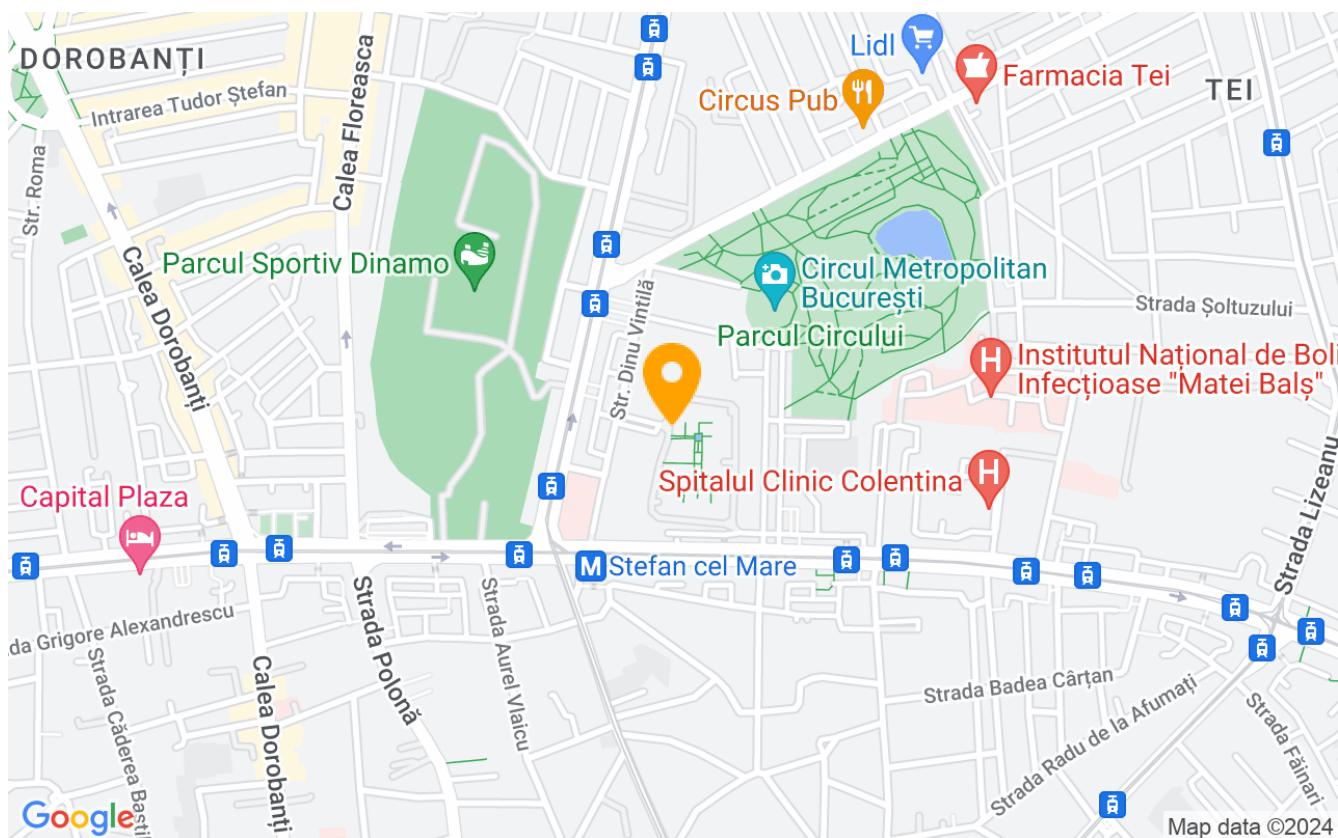 DOROBANȚI
Intrarea Tudor Ștefan
Calea Floreasca
Str. Roma
Lidl
Farmacia Tei
TEI
Circus Pub
Parcul Sportiv Dinamo
Calea Dorobanți
Str. Dinu Vintilă
Circul Metropolitan
București
Parcul Circului
Strada Șoltuzului
H
Institutul Național de Boli
Infecțioase "Matei Balș"
H
Spitalul Clinic Colentina
Strada Lizeanu
Capital Plaza
M
Stefan cel Mare
da Grigore Alexandrescu
Strada Polonă
Strada Aurel Vlaicu
Strada Căderea Bastil
Calea Dorobanți
Strada Badea Cârțan
Strada Radu de la Afumați
Strada Făinari
Google
Map data ©2024